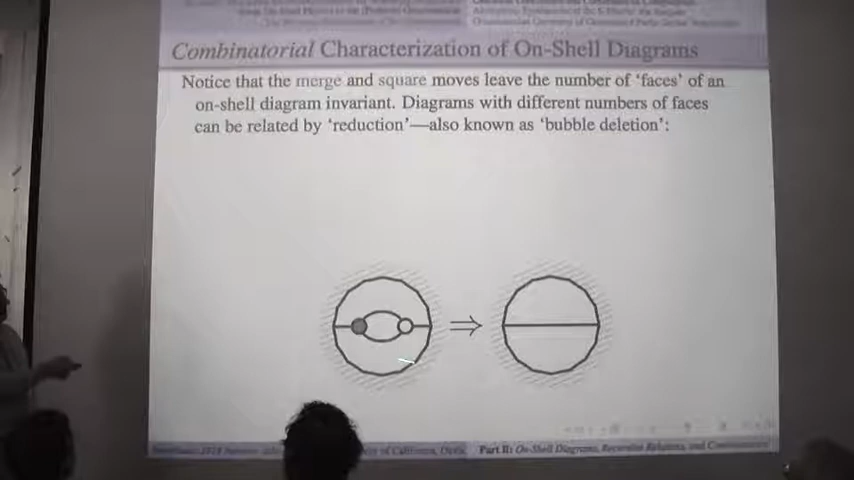 Combinatorial Characterization of On-Shell Diagrams
Notice that the merge and square moves leave the number of ‘faces’ of an
on-shell diagram invariant. Diagrams with different numbers of faces
can be related by ‘reduction’—also known as ‘bubble deletion’:
of California, Part II: On-Shell Diagrams, Recursion Relations, and